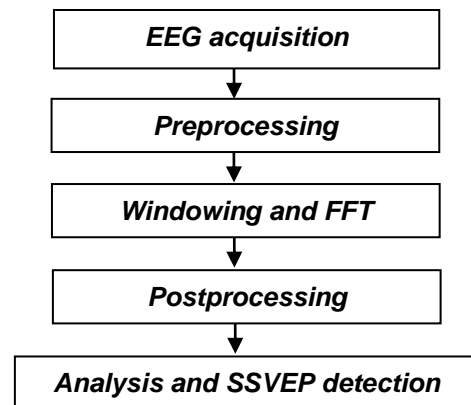 EEG acquisition
Preprocessing
Windowing and FFT
Postprocessing
Analysis and SSVEP detection